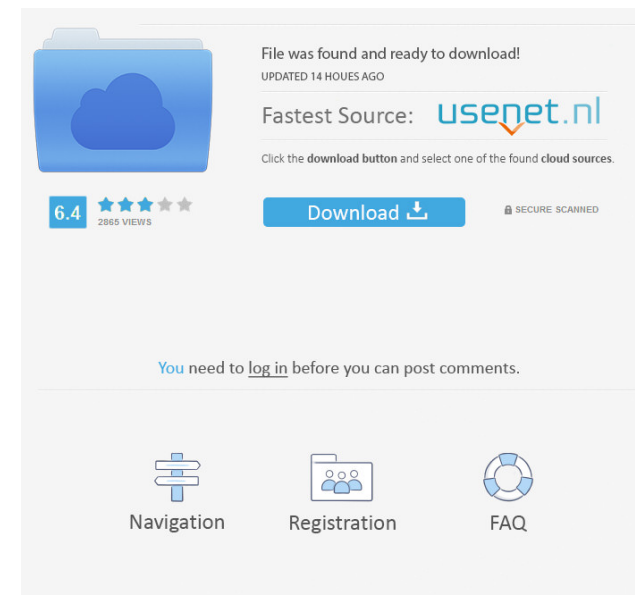 File was found and ready to download!
UPDATED 14 HOUES AGO
Fastest Source: usenet.nl
Click the download button and select one of the found cloud sources.
6.4
2865 VIEWS
Download
SECURE SCANNED
You need to log in before you can post comments.
Navigation
Registration
FAQ